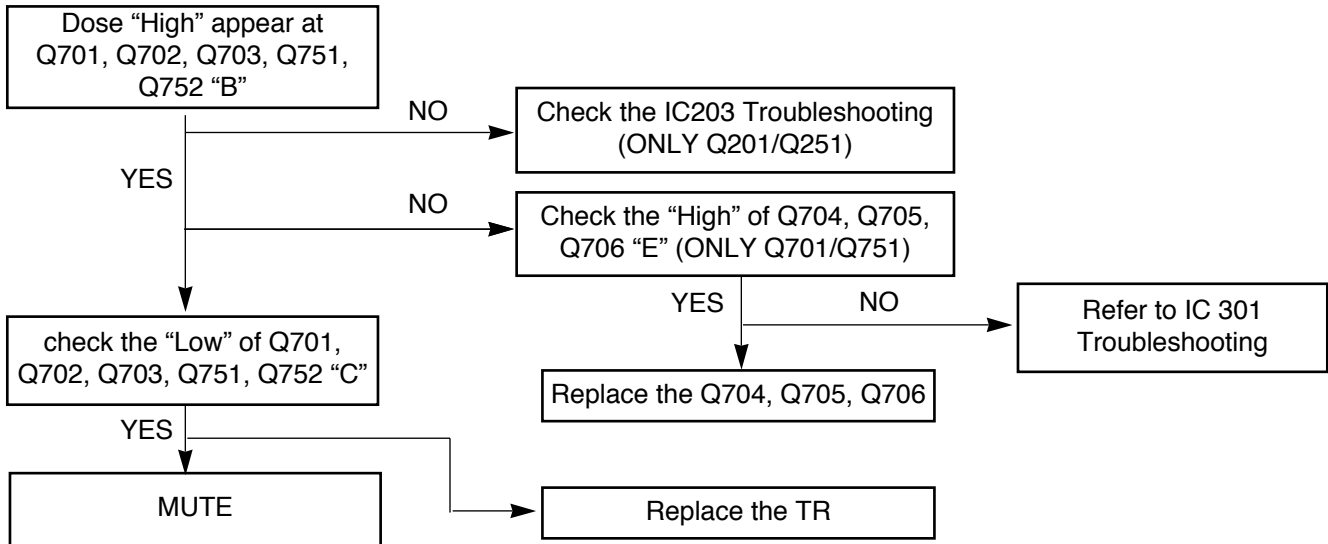 Dose “High” appear at
Q701, Q702, Q703, Q751,
Q752 “B”
NO
Check the IC203 Troubleshooting
(ONLY Q201/Q251)
YES
NO
Check the “High” of Q704, Q705,
Q706 “E” (ONLY Q701/Q751)
YES
NO
Refer to IC 301
Troubleshooting
check the “Low” of Q701,
Q702, Q703, Q751, Q752 “C”
Replace the Q704, Q705, Q706
YES
MUTE
Replace the TR